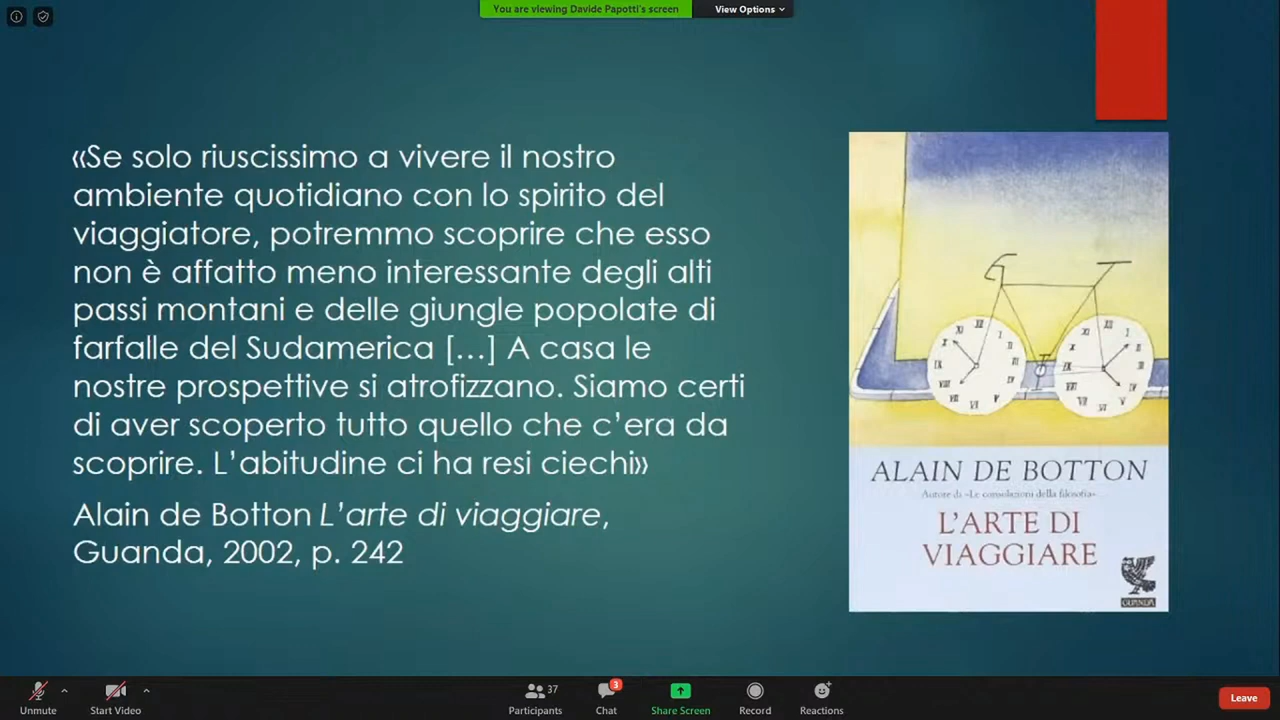 You are viewing Davide Papotti's screen
View Options
«Se solo riuscissimo a vivere il nostro
ambiente quotidiano con lo spirito del
viaggiatore, potremmo scoprire che esso
non è affatto meno interessante degli alti
passi montani e delle giungle popolate di
farfalle del Sudamerica [...] A casa le
nostre prospettive si atrofizzano. Siamo certi
di aver scoperto tutto quello che c'era da
scoprire. L'abitudine ci ha resi ciechi»
Alain de Botton L'arte di viaggiare,
Guanda, 2002, p. 242
ALAIN DE BOTTON
Autore di «Le consolazioni della filosofia»
L'ARTE DI
VIAGGIARE
GUANDA
Unmute
Start Video
37
Participants
3
Chat
Share Screen
Record
Reactions
Leave